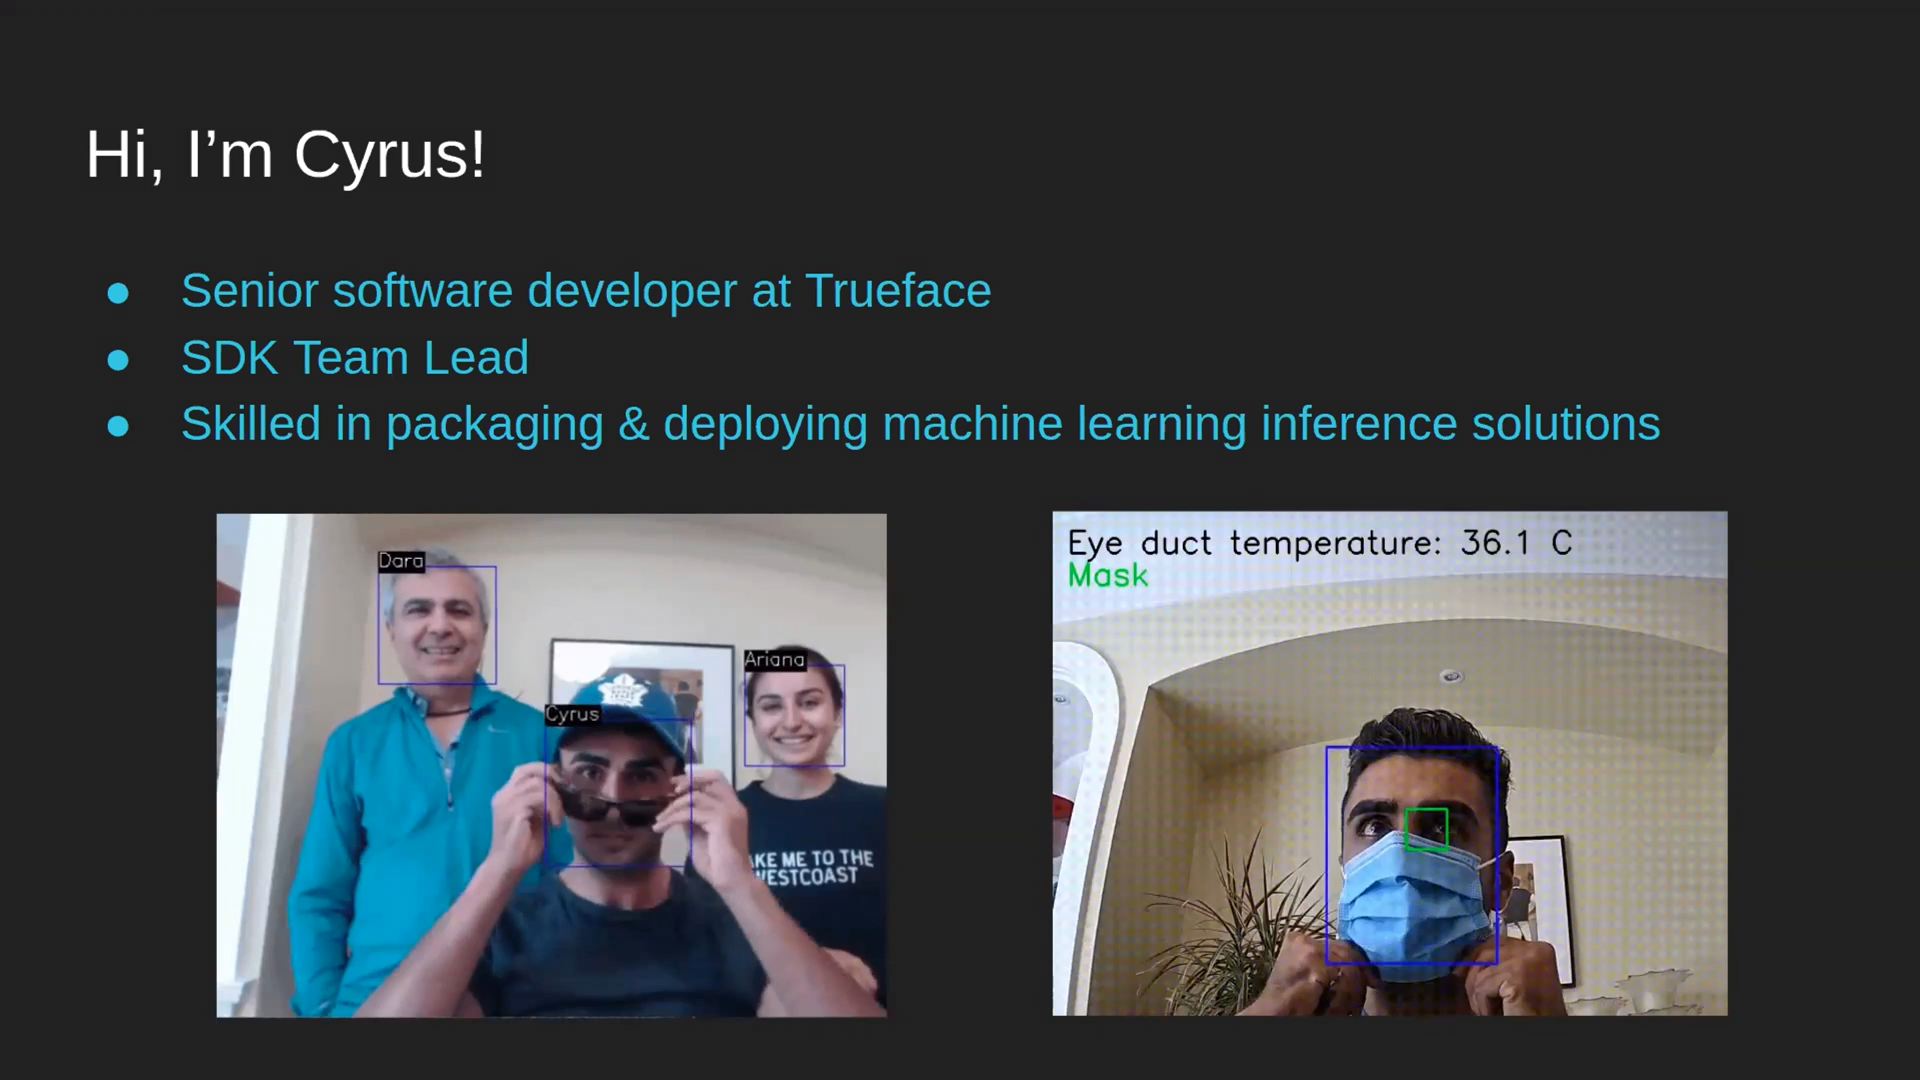 Hi, I’m Cyrus!
● Senior software developer at Trueface
● SDK Team Lead
● Skilled in packaging & deploying machine learning inference solutions
Dara
Ariana
Cyrus
AKE ME TO THE
WESTCOAST
Eye duct temperature: 36.1 C
Mask